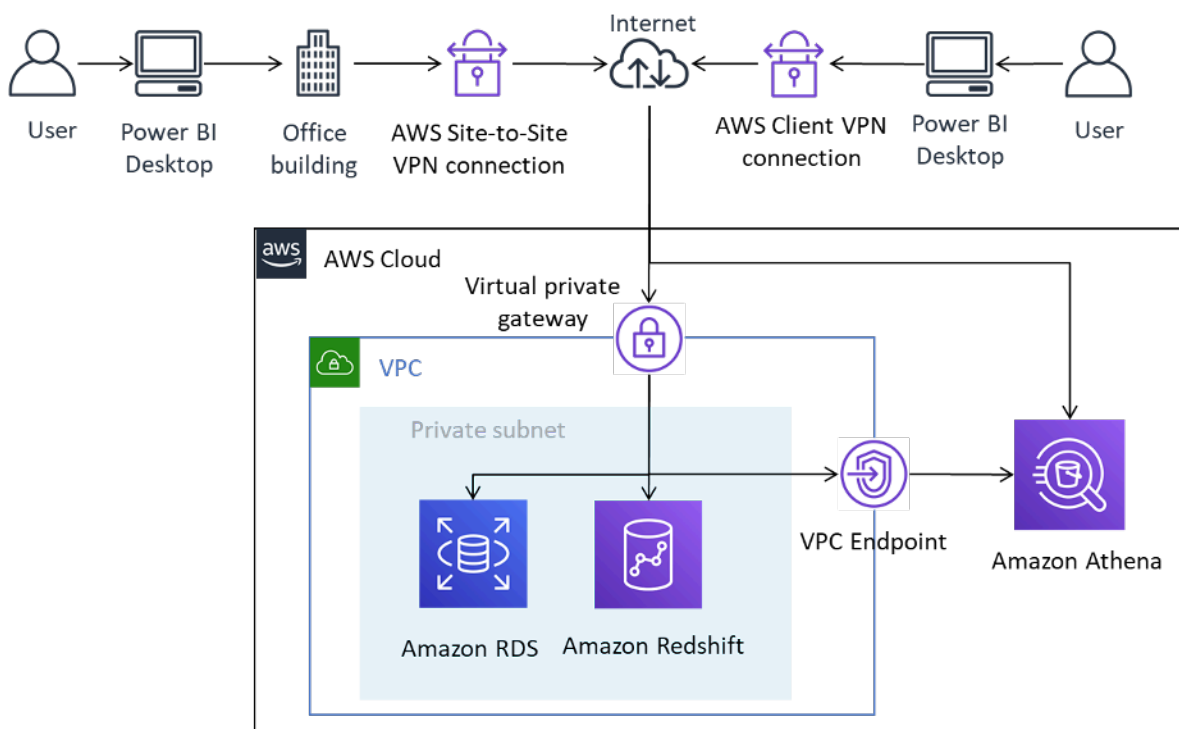 Internet
User
Power BI
Desktop
Office
building
AWS Site-to-Site
VPN connection
AWS Client VPN
connection
Power BI
Desktop
User
aws
AWS Cloud
Virtual private
gateway
VPC
Private subnet
VPC Endpoint
Amazon Athena
Amazon RDS
Amazon Redshift